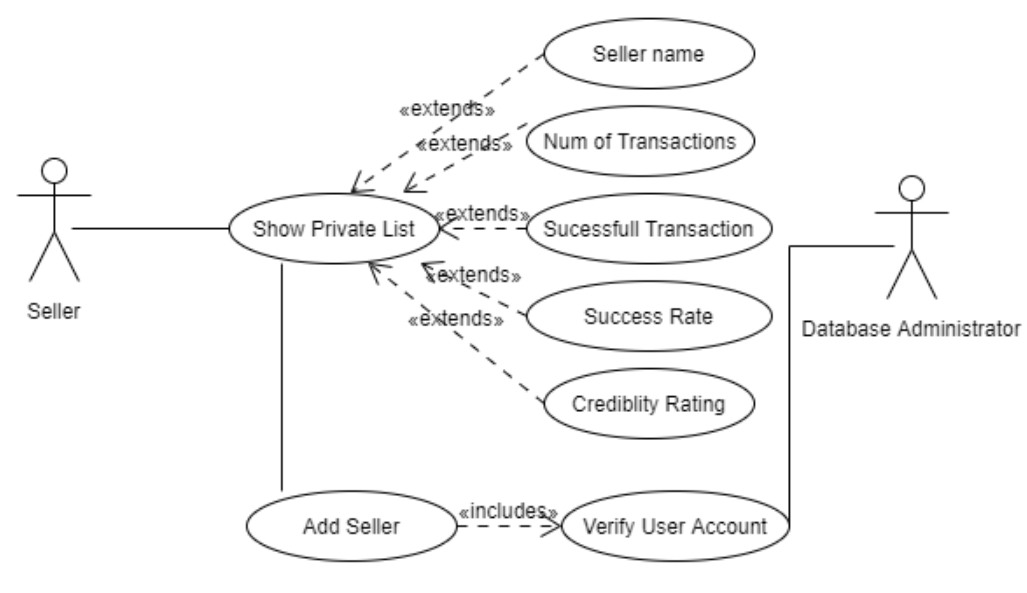 Seller name
«extends»
«extends»
Num of Transactions
«extends»
Show Private List
Sucessfull Transaction
«extends»
Seller
«extends»
Success Rate
Database Administrator
Crediblity Rating
«includes»
Add Seller
Verify User Account